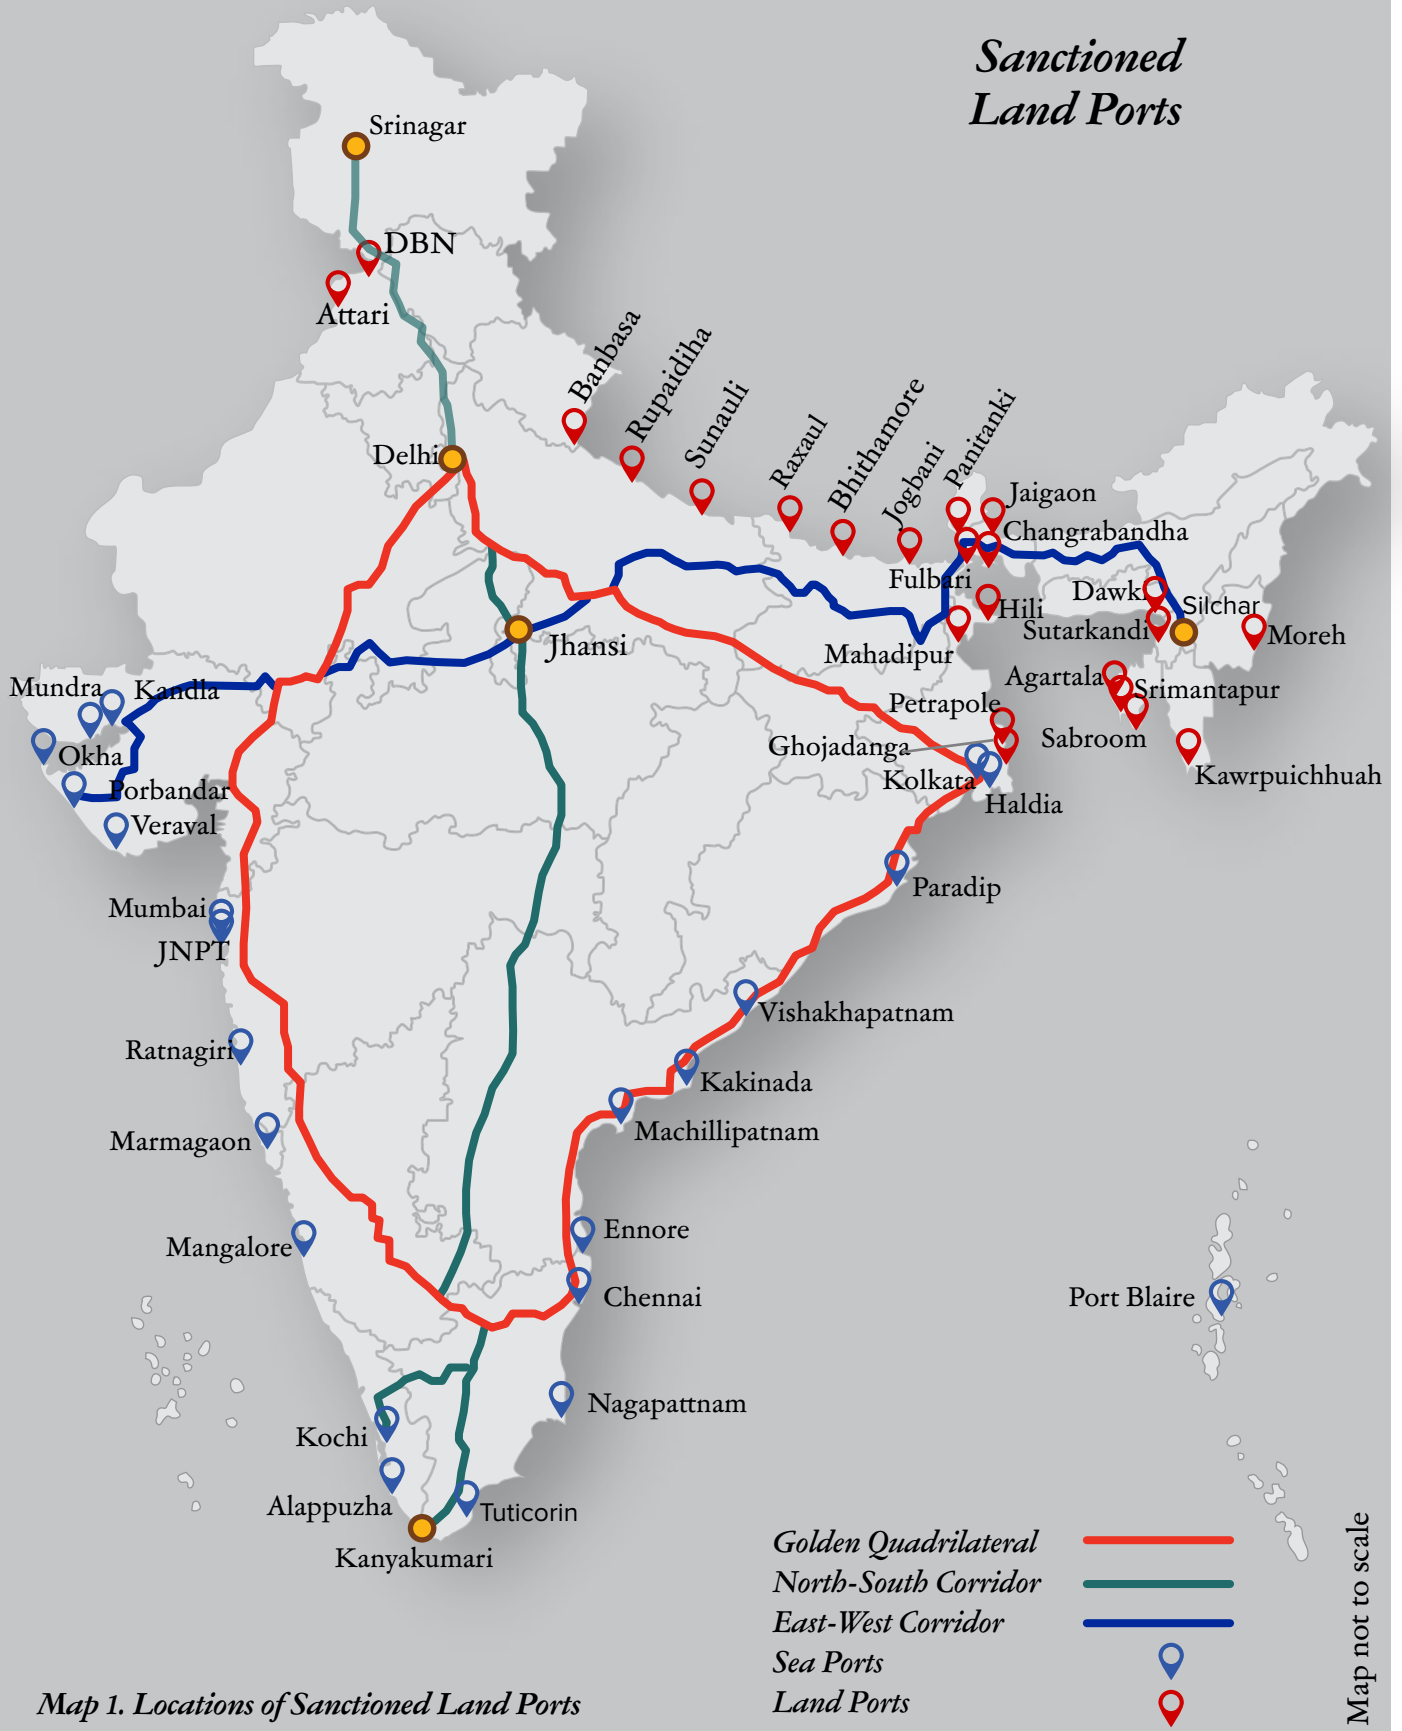 Sanctioned
Land Ports
Srinagar
DBN
Attari
Banbasa
Rupaidiha
Sunauli
Raxaul
Bhithamore
Jogbani
Panitanki
Delhi
Jaigaon
Changrabandha
Fulbari
Dawki
Hili
Silchar
Sutarkandi
Moreh
Jhansi
Mahadipur
Agartala
Mundra
Kandla
Srimantapur
Petrapole
Sabroom
Ghojadanga
Okha
Kawrpuichhuah
Kolkata
Porbandar
Haldia
Veraval
Paradip
Mumbai
JNPT
Vishakhapatnam
Ratnagiri
Kakinada
Machillipatnam
Marmagaon
Ennore
Mangalore
Chennai
Port Blaire
Nagapattnam
Kochi
Alappuzha
Tuticorin
Kanyakumari
Golden Quadrilateral
North-South Corridor
East-West Corridor
Sea Ports
Land Ports
Map not to scale
Map 1. Locations of Sanctioned Land Ports